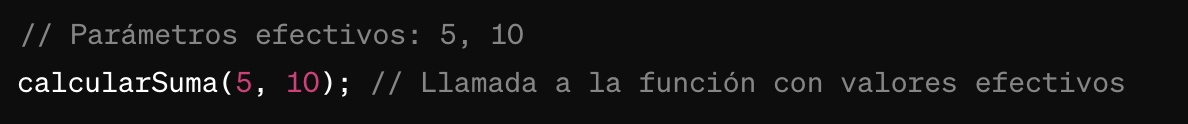 // Parámetros efectivos: 5, 10
calcularSuma(5, 10); // Llamada a la función con valores efectivos